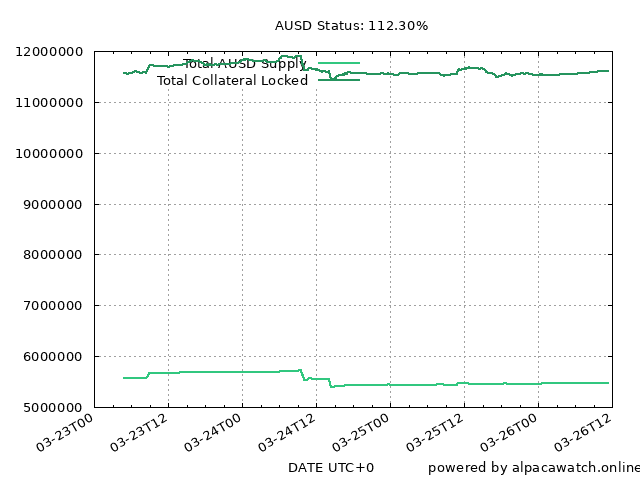 AUSD Status: 112.30%
12000000
11000000
10000000
9000000
8000000
7000000
6000000
5000000
Total AUSD Supply
Total Collateral Locked
03-23T00
03-23T12
03-24T00
03-24T12
03-25T00
03-25T12
03-26T00
03-26T12
DATE UTC+0
powered by alpacawatch.online